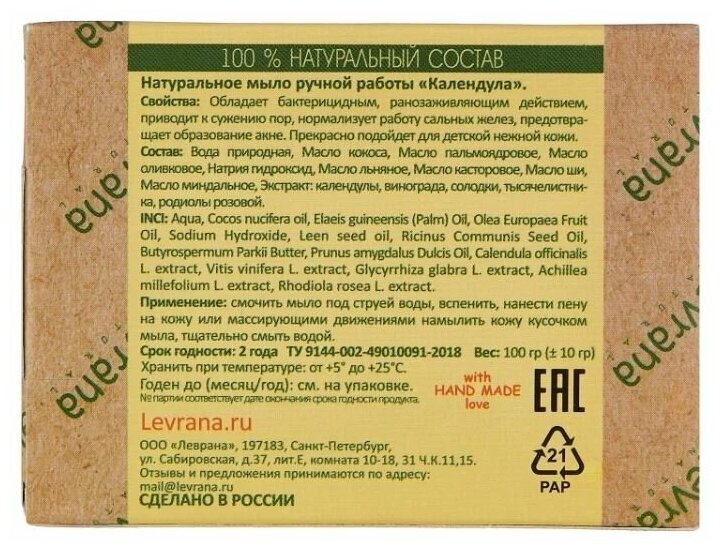 100 % НАТУРАЛЬНЫЙ СОСТАВ
Натуральное мыло ручной работы «Календула».
Свойства: Обладает бактерицидным, ранозаживляющим действием,
приводит к сужению пор, нормализует работу сальных желез, предотвра-
щает образование акне. Прекрасно подойдет для детской нежной кожи.
Состав: Вода природная, Масло кокоса, Масло пальмоядровое, Масло
оливковое, Натрия гидроксид, Масло льняное, Масло касторовое, Масло ши,
Масло миндальное, Экстракт: календулы, винограда, солодки, тысячелистни-
ка, родиолы розовой.
INCI: Aqua, Cocos nucifera oil, Elaeis guineensis (Palm) Oil, Olea Europaea Fruit
Oil, Sodium Hydroxide, Leen seed oil, Ricinus Communis Seed Oil,
Butyrospermum Parkii Butter, Prunus amygdalus Dulcis Oil, Calendula officinalis
L. extract, Vitis vinifera L. extract, Glycyrrhiza glabra L. extract, Achillea
millefolium L. extract, Rhodiola rosea L. extract.
Применение: смочить мыло под струей воды, вспенить, нанести пену
на кожу или массирующими движениями намылить кожу кусочком
мыла, тщательно смыть водой.
Срок годности: 2 года ТУ 9144-002-49010091-2018 Вес: 100 гр (± 10 гр)
Хранить при температуре: от +5° до +25°С.
Годен до (месяц/год): см. на упаковке.
№ партии соответствует дате окончания срока годности продукта.
with
HAND MADE
love
EAC
Levrana.ru
ООО «Леврана», 197183, Санкт-Петербург,
ул. Сабировская, д.37, лит.Е, комната 10-18, 31 Ч.К.11,15.
Отзывы и предложения принимаются по адресу:
mail@levrana.ru
СДЕЛАНО В РОССИИ
21
PAP
Levrana